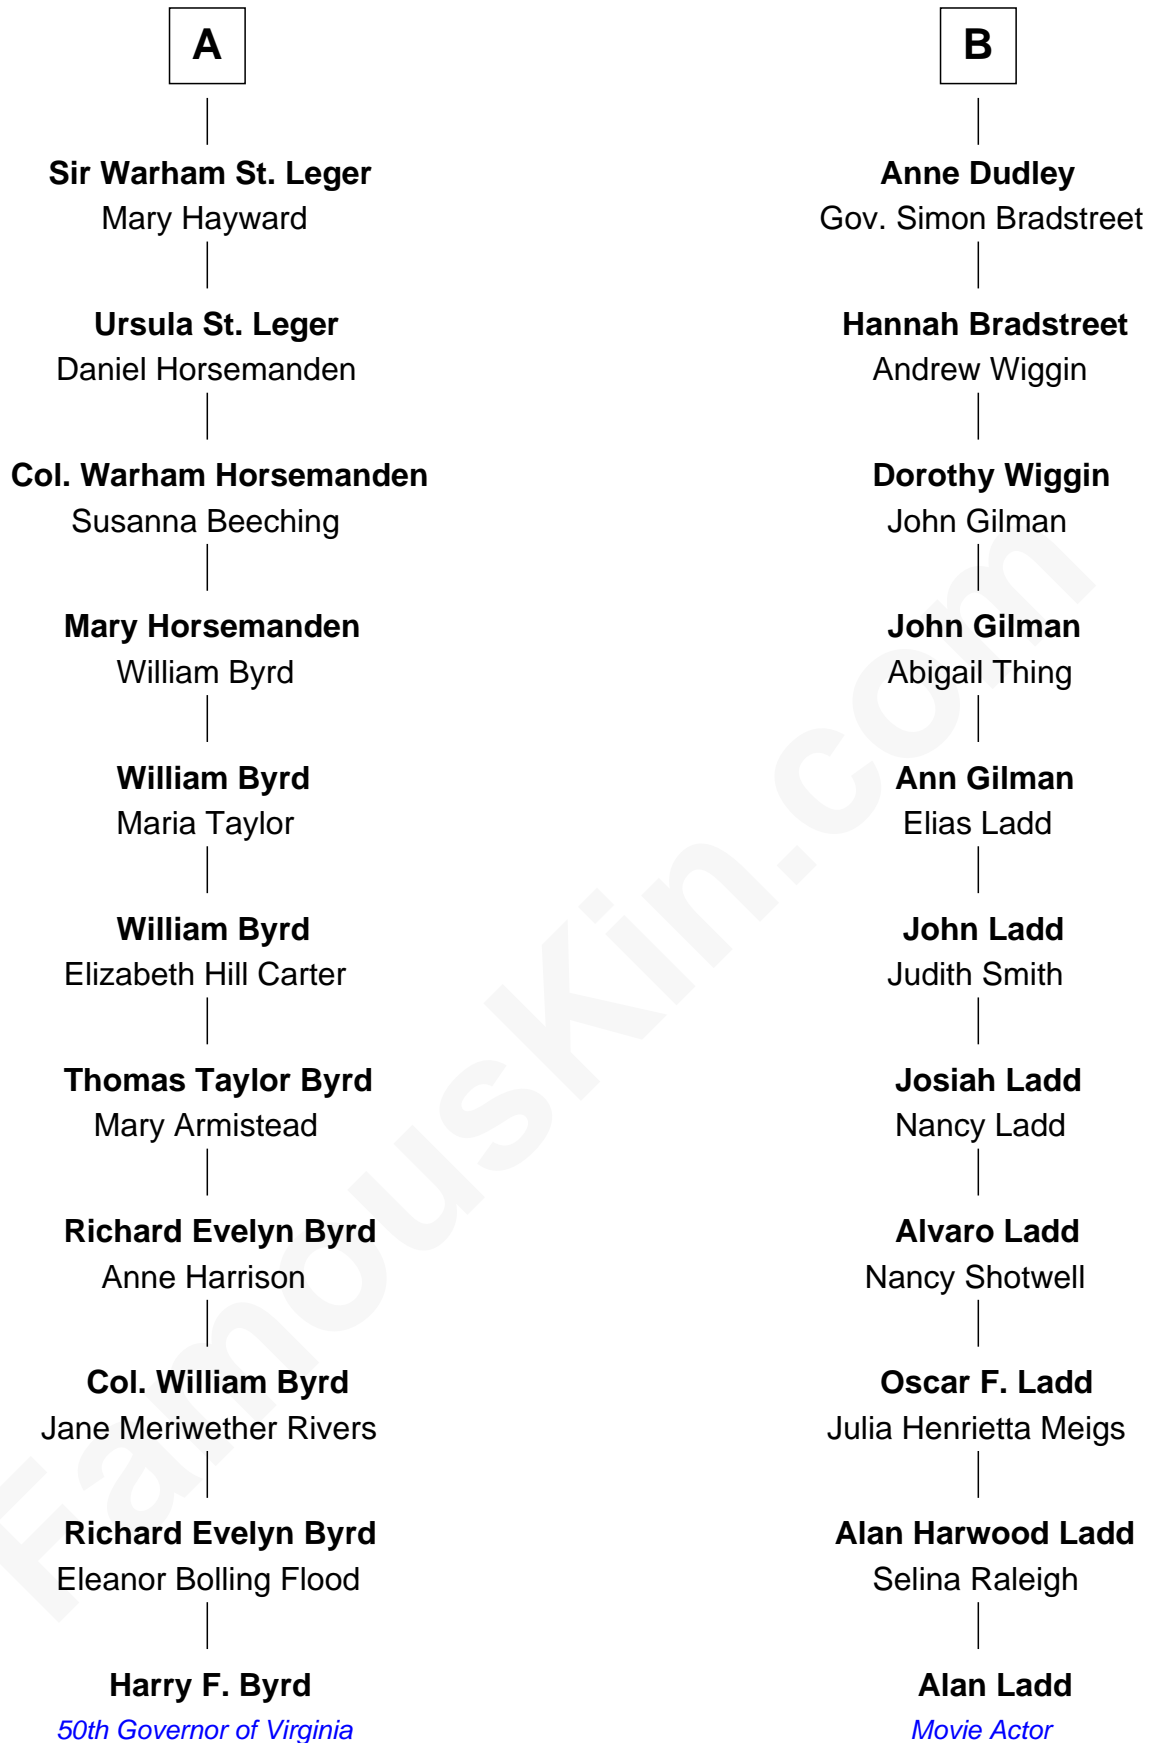 A
Sir Warham St. Leger
Mary Hayward
Ursula St. Leger
Daniel Horsemanden
Col. Warham Horsemanden
Susanna Beeching
Mary Horsemanden
William Byrd
William Byrd
Maria Taylor
William Byrd
Elizabeth Hill Carter
Thomas Taylor Byrd
Mary Armistead
Richard Evelyn Byrd
Anne Harrison
Col. William Byrd
Jane Meriwether Rivers
Richard Evelyn Byrd
Eleanor Bolling Flood
Harry F. Byrd
50th Governor of Virginia
B
Anne Dudley
Gov. Simon Bradstreet
Hannah Bradstreet
Andrew Wiggin
Dorothy Wiggin
John Gilman
John Gilman
Abigail Thing
Ann Gilman
Elias Ladd
John Ladd
Judith Smith
Josiah Ladd
Nancy Ladd
Alvaro Ladd
Nancy Shotwell
Oscar F. Ladd
Julia Henrietta Meigs
Alan Harwood Ladd
Selina Raleigh
Alan Ladd
Movie Actor
FamousKin.com